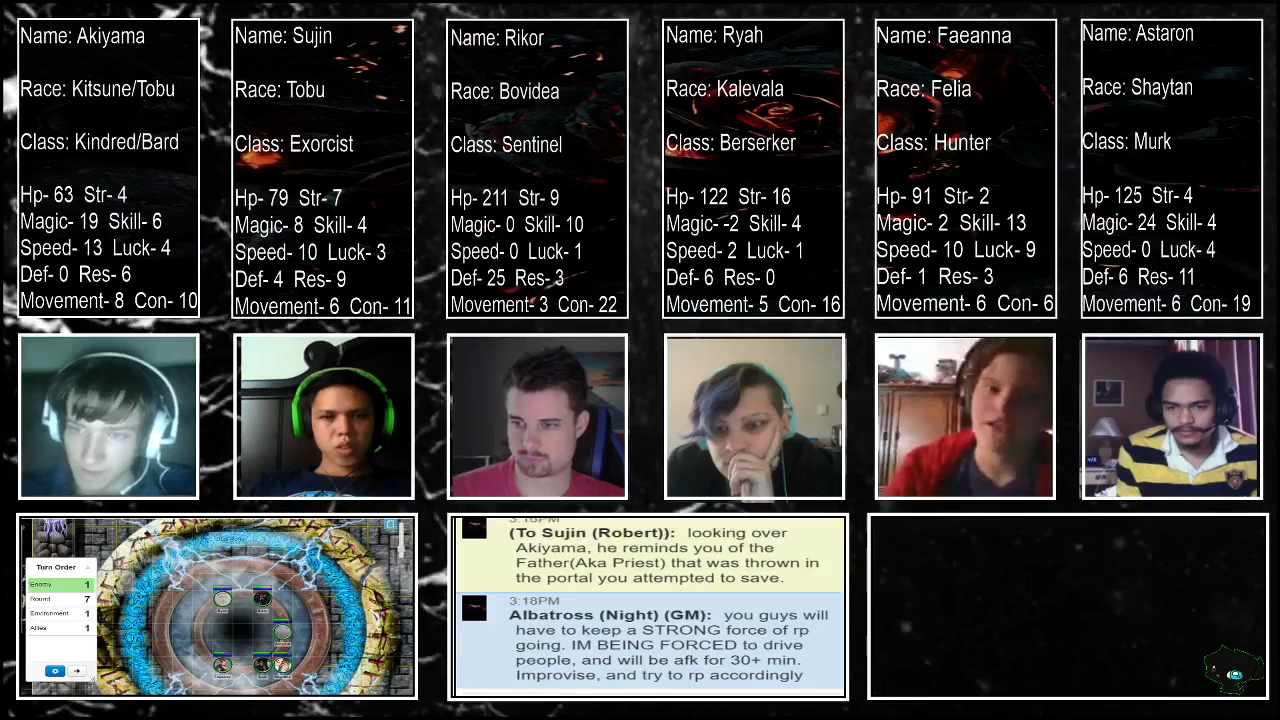 Name: Akiyama
Race: Kitsune/Tobu
Class: Kindred/Bard
Hp- 63 Str- 4
Magic- 19 Skill- 6
Speed- 13 Luck- 4
Def- 0 Res- 6
Movement- 8 Con- 10
Name: Sujin
Race: Tobu
Class: Exorcist
Hp- 79 Str- 7
Magic- 8 Skill- 4
Speed- 10 Luck- 3
Def- 4 Res- 9
Movement- 6 Con- 11
Name: Rikor
Race: Bovidea
Class: Sentinel
Hp- 211 Str- 9
Magic- 0 Skill- 10
Speed- 0 Luck- 1
Def- 25 Res- 3
Movement- 3 Con- 22
Name: Ryah
Race: Kalevala
Class: Berserker
Hp- 122 Str- 16
Magic- -2 Skill- 4
Speed- 2 Luck- 1
Def- 6 Res- 0
Movement- 5 Con- 16
Name: Faeanna
Race: Felia
Class: Hunter
Hp- 91 Str- 2
Magic- 2 Skill- 13
Speed- 10 Luck- 9
Def- 1 Res- 3
Movement- 6 Con- 6
Name: Astaron
Race: Shaytan
Class: Murk
Hp- 125 Str- 4
Magic- 24 Skill- 4
Speed- 0 Luck- 4
Def- 6 Res- 11
Movement- 6 Con- 19
Turn Order
Enemy 1
Round 7
Environment 1
Allies 1
3:16PM
(To Sujin (Robert)): looking over
Akiyama, he reminds you of the
Father(Aka Priest) that was thrown in
the portal you attempted to save.
3:18PM
Albatross (Night) (GM): you guys will
have to keep a STRONG force of rp
going. IM BEING FORCED to drive
people, and will be afk for 30+ min.
Improvise, and try to rp accordingly